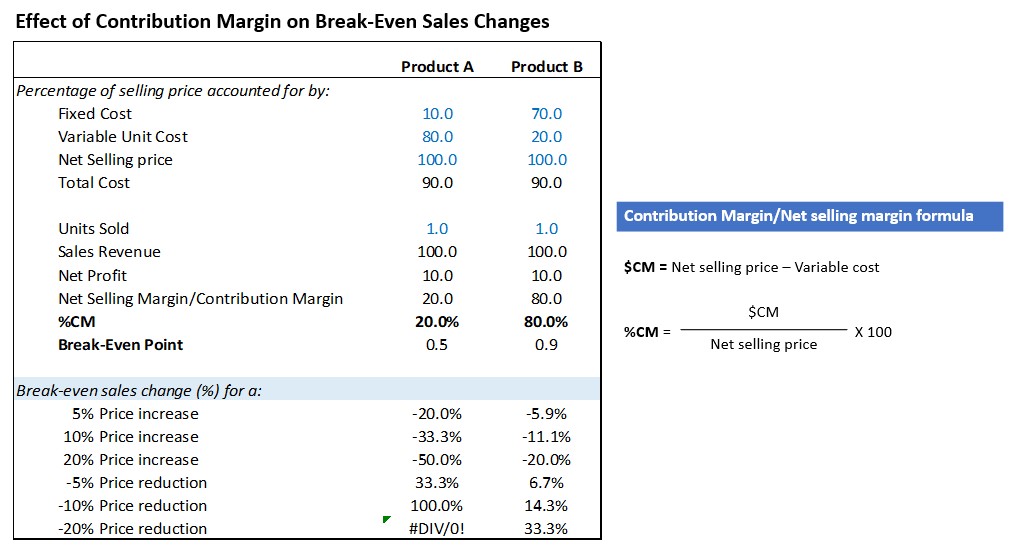 Effect of Contribution Margin on Break-Even Sales Changes
Product A Product B
Percentage of selling price accounted for by:
Fixed Cost 10.0 70.0
Variable Unit Cost 80.0 20.0
Net Selling price 100.0 100.0
Total Cost 90.0 90.0
Units Sold 1.0 1.0
Sales Revenue 100.0 100.0
Net Profit 10.0 10.0
Net Selling Margin/Contribution Margin 20.0 80.0
%CM 20.0% 80.0%
Break-Even Point 0.5 0.9
Break-even sales change (%) for a:
5% Price increase -20.0% -5.9%
10% Price increase -33.3% -11.1%
20% Price increase -50.0% -20.0%
-5% Price reduction 33.3% 6.7%
-10% Price reduction 100.0% 14.3%
-20% Price reduction #DIV/0! 33.3%
Contribution Margin/Net selling margin formula
$CM = Net selling price – Variable cost
$CM
%CM = X 100
Net selling price